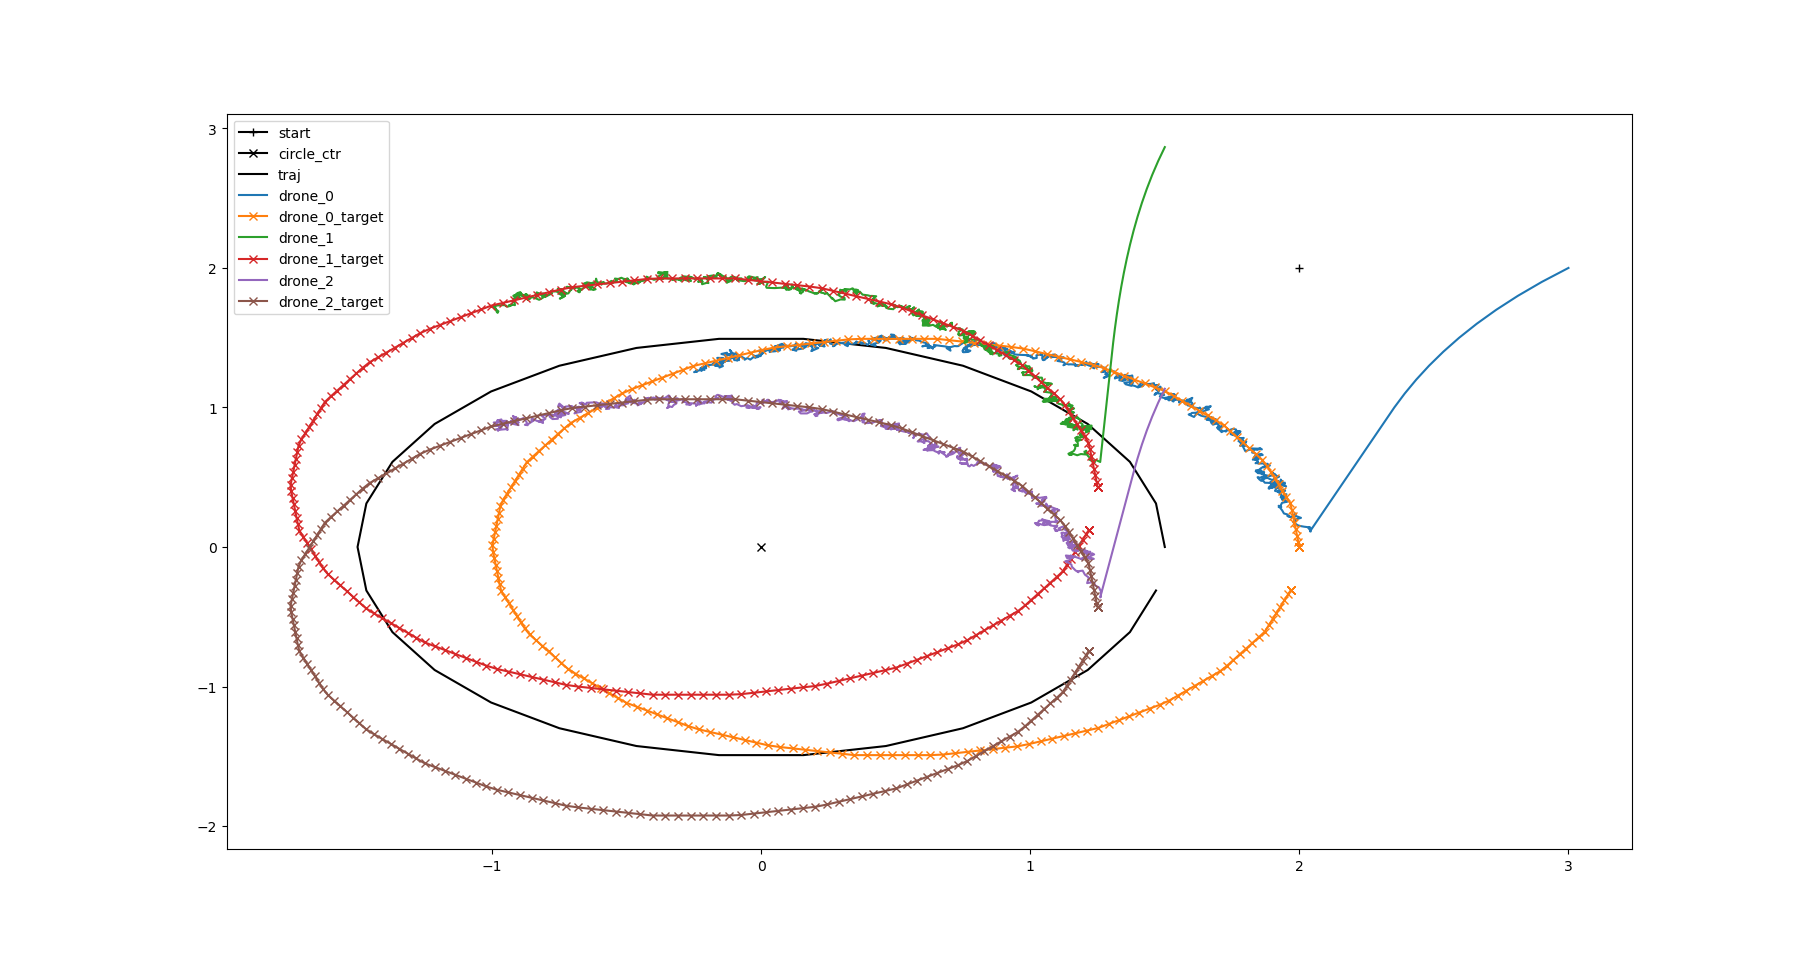 start
circle_ctr
traj
drone_0
drone_0_target
drone_1
drone_1_target
drone_2
drone_2_target
3
2
1
0
−1
−2
−1
0
1
2
3